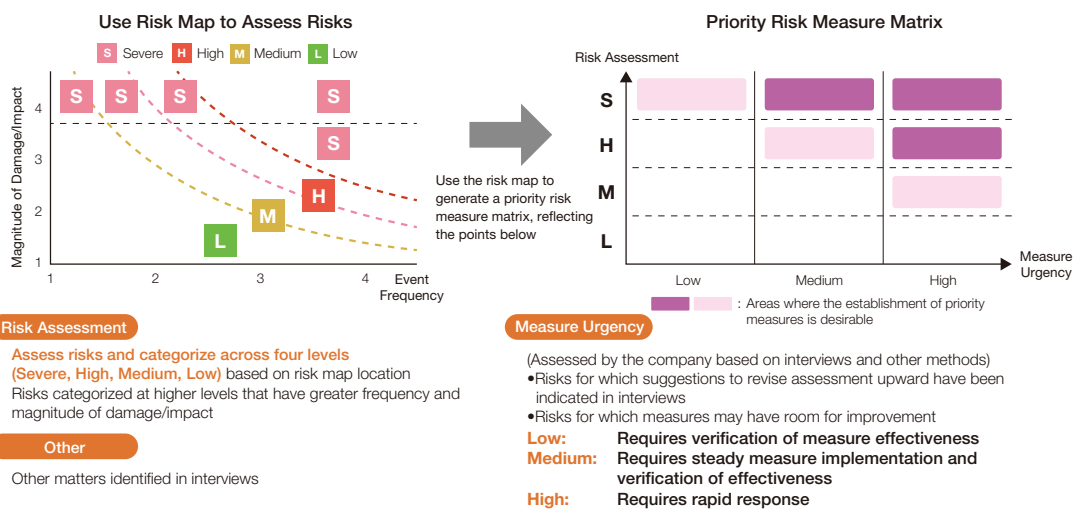 Use Risk Map to Assess Risks
S Severe H High M Medium L Low
Magnitude of Damage/Impact
4
3
2
1
S S S S
S
H
M
L
1 2 3 4
Event
Frequency
Use the risk map to
generate a priority risk
measure matrix, reflecting
the points below
Priority Risk Measure Matrix
Risk Assessment
S
H
M
L
Low Medium High
Measure
Urgency
: Areas where the establishment of priority
measures is desirable
Risk Assessment
Assess risks and categorize across four levels
(Severe, High, Medium, Low) based on risk map location
Risks categorized at higher levels that have greater frequency and
magnitude of damage/impact
Other
Other matters identified in interviews
Measure Urgency
(Assessed by the company based on interviews and other methods)
•Risks for which suggestions to revise assessment upward have been
indicated in interviews
•Risks for which measures may have room for improvement
Low: Requires verification of measure effectiveness
Medium: Requires steady measure implementation and
verification of effectiveness
High: Requires rapid response